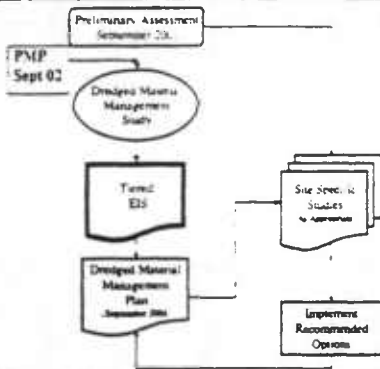 Preliminary Assessment
September
PMP
Sept 02
Dredged Material
Management
Study
Tiered
EIS
Site Specific
Studies
Dredged Material
Management
Plan
September
Implement
Recommended
Options